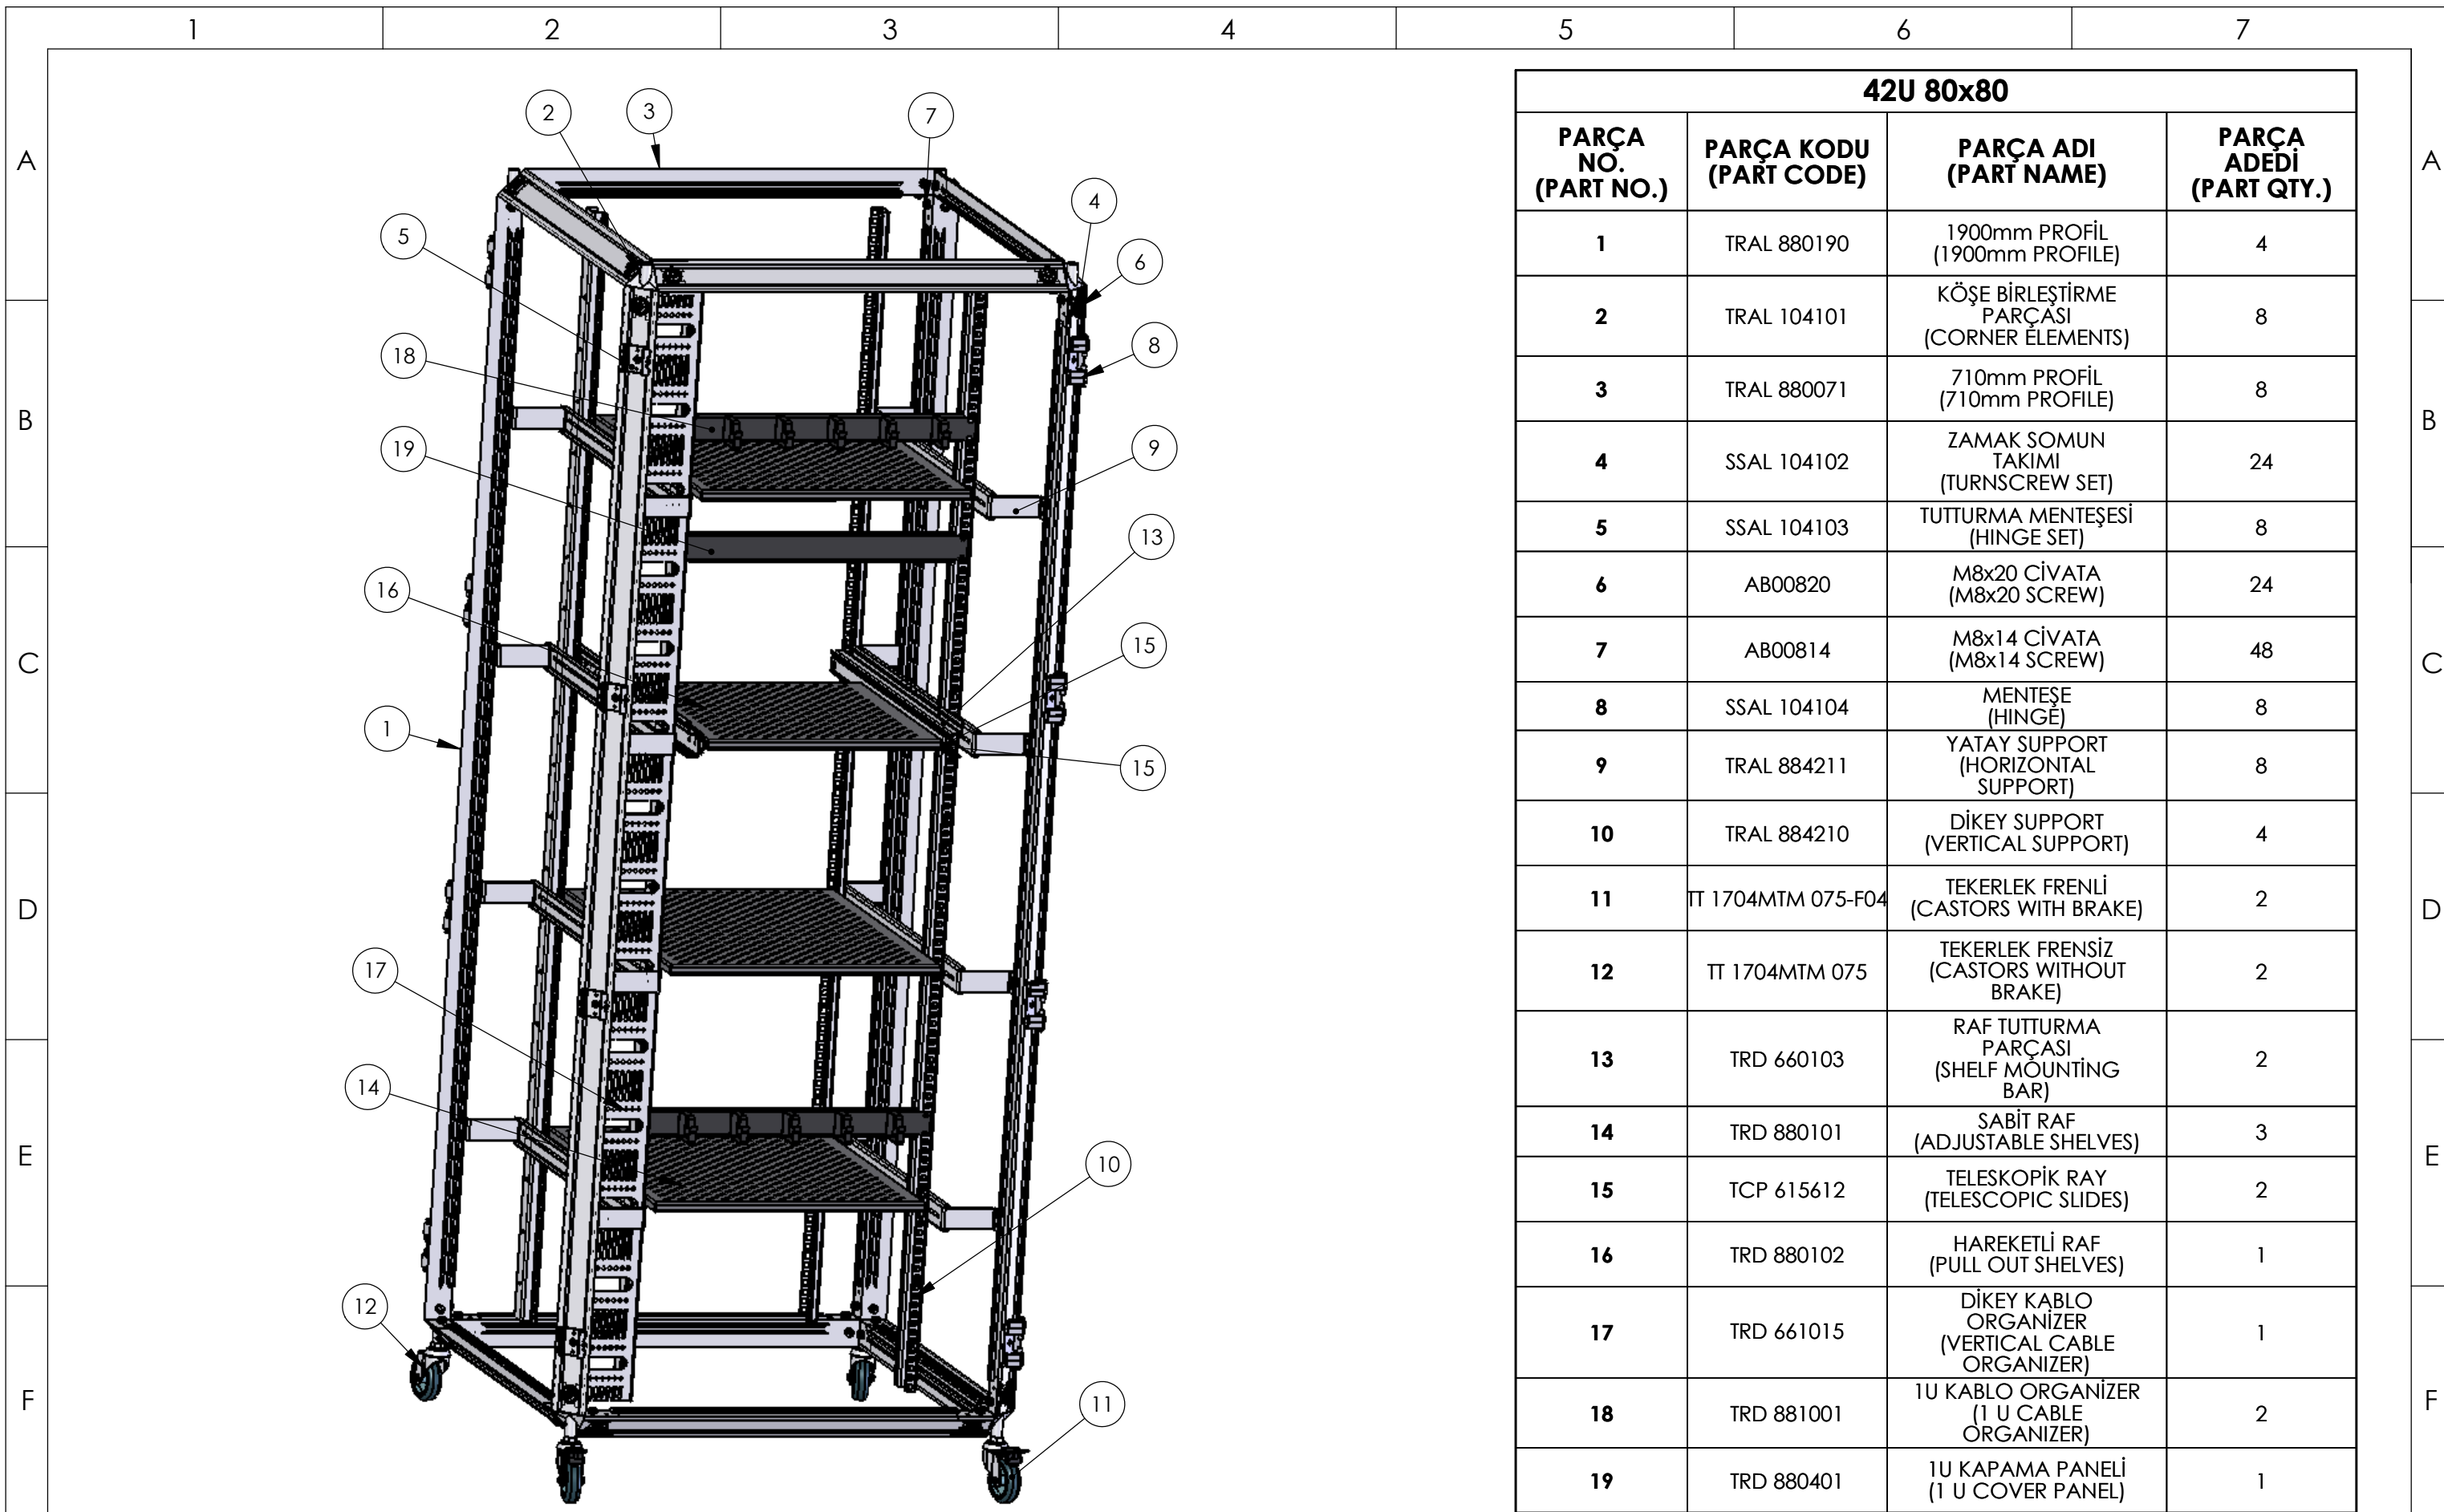 1 2 3 4 5 6 7
A A
B B
C C
D D
E E
F F
2
3
7
4
5
6
18
8
19
9
13
16
15
1
15
17
14
10
12
11
42U 80x80
PARÇA
NO.
(PART NO.)
PARÇA KODU
(PART CODE)
PARÇA ADI
(PART NAME)
PARÇA
ADEDİ
(PART QTY.)
1
TRAL 880190
1900mm PROFİL
(1900mm PROFILE)
4
2
TRAL 104101
KÖŞE BİRLEŞTİRME
PARÇASI
(CORNER ELEMENTS)
8
3
TRAL 880071
710mm PROFİL
(710mm PROFILE)
8
4
SSAL 104102
ZAMAK SOMUN
TAKIMI
(TURNSCREW SET)
24
5
SSAL 104103
TUTTURMA MENTEŞESİ
(HINGE SET)
8
6
AB00820
M8x20 CİVATA
(M8x20 SCREW)
24
7
AB00814
M8x14 CİVATA
(M8x14 SCREW)
48
8
SSAL 104104
MENTEŞE
(HINGE)
8
9
TRAL 884211
YATAY SUPPORT
(HORIZONTAL
SUPPORT)
8
10
TRAL 884210
DİKEY SUPPORT
(VERTICAL SUPPORT)
4
11
TT 1704MTM 075-F04
TEKERLEK FRENLİ
(CASTORS WITH BRAKE)
2
12
TT 1704MTM 075
TEKERLEK FRENSİZ
(CASTORS WITHOUT
BRAKE)
2
13
TRD 660103
RAF TUTTURMA
PARÇASI
(SHELF MOUNTİNG
BAR)
2
14
TRD 880101
SABİT RAF
(ADJUSTABLE SHELVES)
3
15
TCP 615612
TELESKOPİK RAY
(TELESCOPIC SLIDES)
2
16
TRD 880102
HAREKETLİ RAF
(PULL OUT SHELVES)
1
17
TRD 661015
DİKEY KABLO
ORGANİZER
(VERTICAL CABLE
ORGANIZER)
1
18
TRD 881001
1U KABLO ORGANİZER
(1 U CABLE
ORGANIZER)
2
19
TRD 880401
1U KAPAMA PANELİ
(1 U COVER PANEL)
1